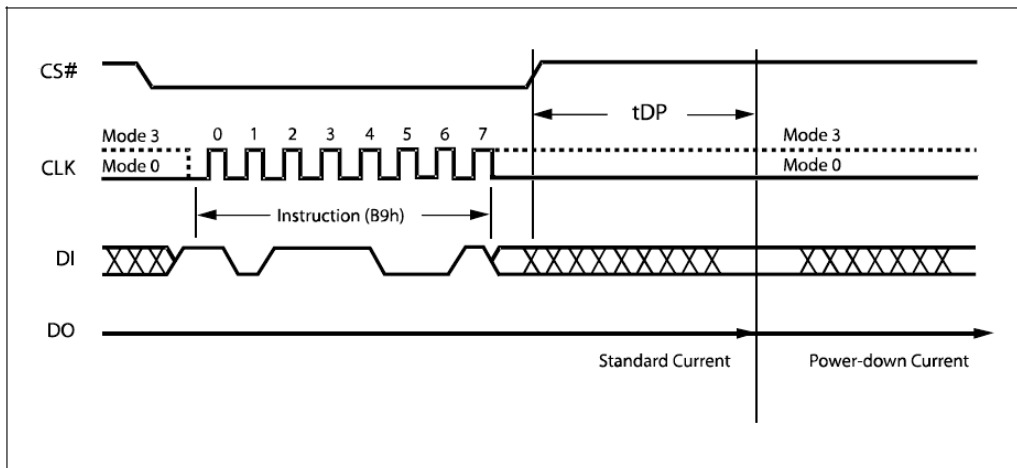 CS#
tDP
Mode 3
0 1 2 3 4 5 6 7
Mode 3
CLK
Mode 0
Mode 0
Instruction (B9h)
DI
DO
Standard Current
Power-down Current